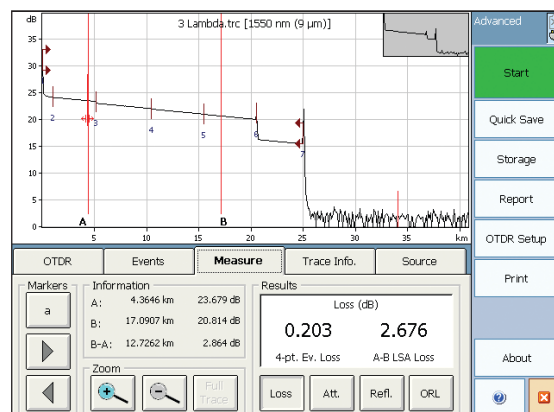 dB
3 Lambda.trc [1550 nm (9 µm)]
35
30
25
20
15
10
5
0
2
3
4
5
6
7
A
B
5
10
15
20
25
30
35
km
Advanced
Start
Quick Save
Storage
Report
OTDR Setup
Print
About
OTDR
Events
Measure
Trace Info.
Source
Markers
a
Information
A: 4.3646 km 23.679 dB
B: 17.0907 km 20.814 dB
B-A: 12.7262 km 2.864 dB
Zoom
Full
Trace
Results
Loss (dB)
0.203 2.676
4-pt. Ev. Loss A-B LSA Loss
Loss
Att.
Refl.
ORL